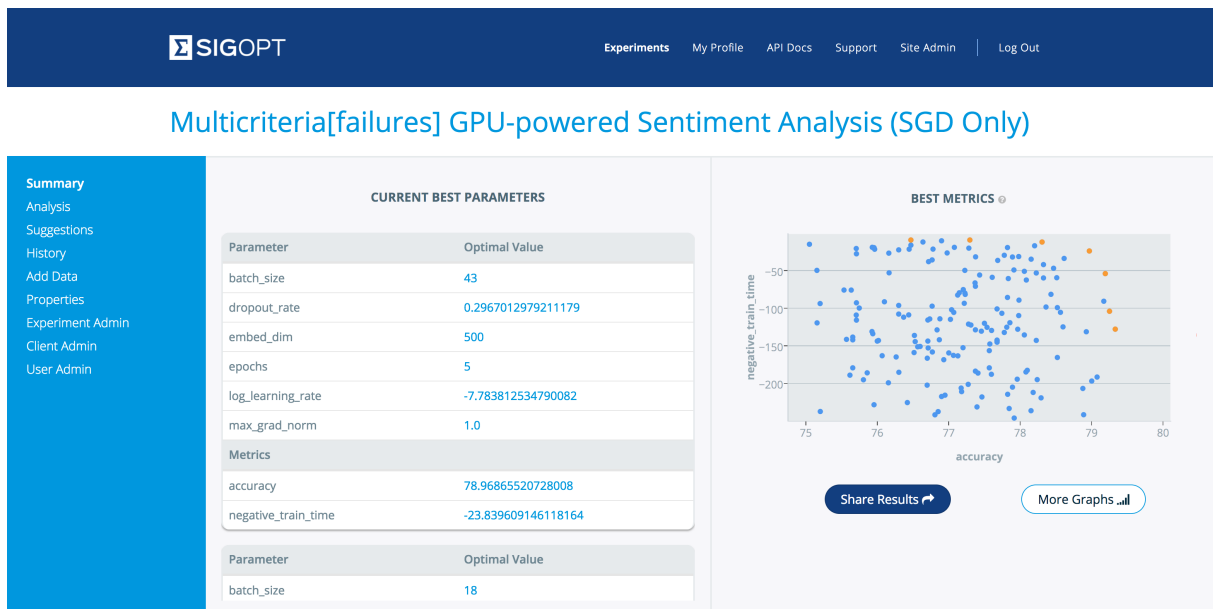 SIGOPT
Experiments My Profile API Docs Support Site Admin Log Out
Multicriteria[failures] GPU-powered Sentiment Analysis (SGD Only)
Summary
Analysis
Suggestions
History
Add Data
Properties
Experiment Admin
Client Admin
User Admin
CURRENT BEST PARAMETERS
Parameter Optimal Value
batch_size 43
dropout_rate 0.2967012979211179
embed_dim 500
epochs 5
log_learning_rate -7.783812534790082
max_grad_norm 1.0
Metrics
accuracy 78.96865520728008
negative_train_time -23.839609146118164
Parameter Optimal Value
batch_size 18
BEST METRICS ?
negative_train_time
−50
−100
−150
−200
75 76 77 78 79 80
accuracy
Share Results More Graphs